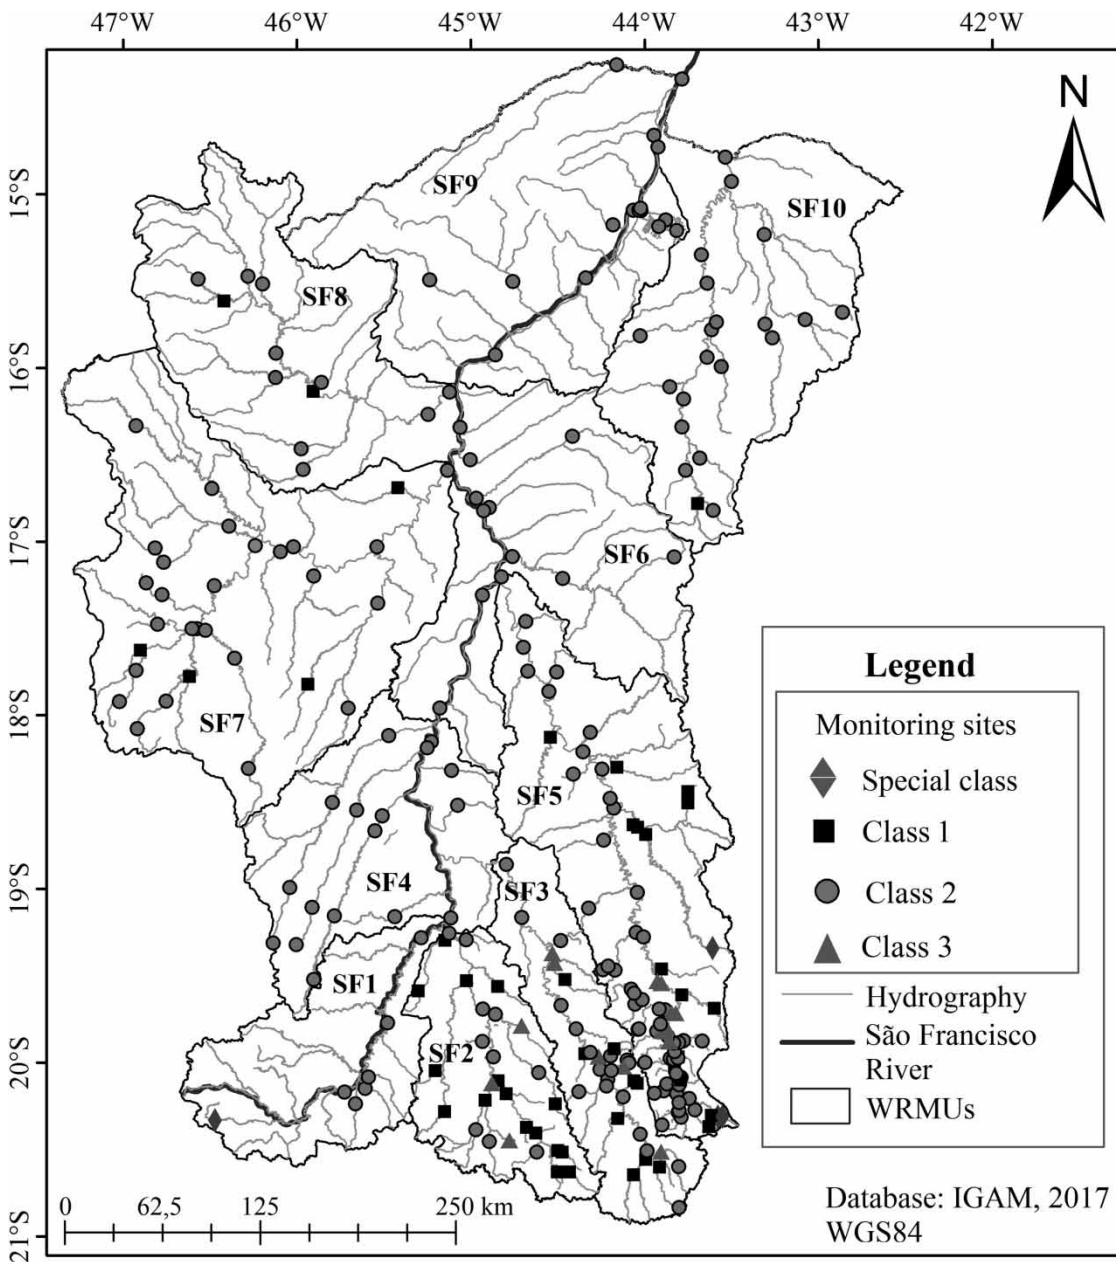 47°W 46°W 45°W 44°W 43°W 42°W
N
15°S
16°S
17°S
18°S
19°S
20°S
21°S
SF9
SF10
SF8
SF6
SF7
SF5
SF4
SF3
SF1
SF2
Legend
Monitoring sites
Special class
Class 1
Class 2
Class 3
Hydrography
São Francisco
River
WRMUs
0 62,5 125 250 km
Database: IGAM, 2017
WGS84